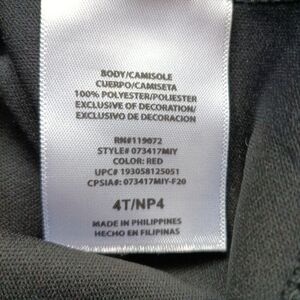 BODY/CAMISOLE
CUERPO/CAMISETA
100% POLYESTER/POLIESTER
EXCLUSIVE OF DECORATION/
EXCLUSIVO DE DECORACION
RN#119072
STYLE# 073417MIY
COLOR: RED
UPC# 193058125051
CPSIA#: 073417MIY-F20
4T/NP4
MADE IN PHILIPPINES
HECHO EN FILIPINAS